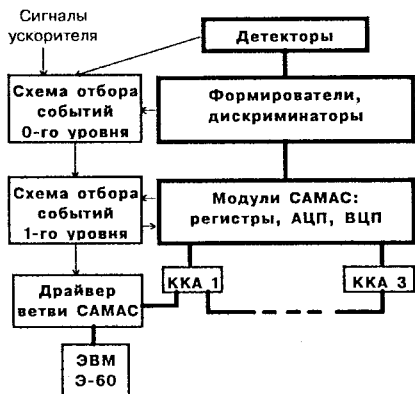 Сигналы
ускорителя
Детекторы
Схема отбора
событий
0-го уровня
Формирователи,
дискриминаторы
Схема отбора
событий
1-го уровня
Модули САМАС:
регистры, АЦП, ВЦП
Драйвер
ветви САМАС
ККА 1
ККА 3
ЭВМ
Э-60